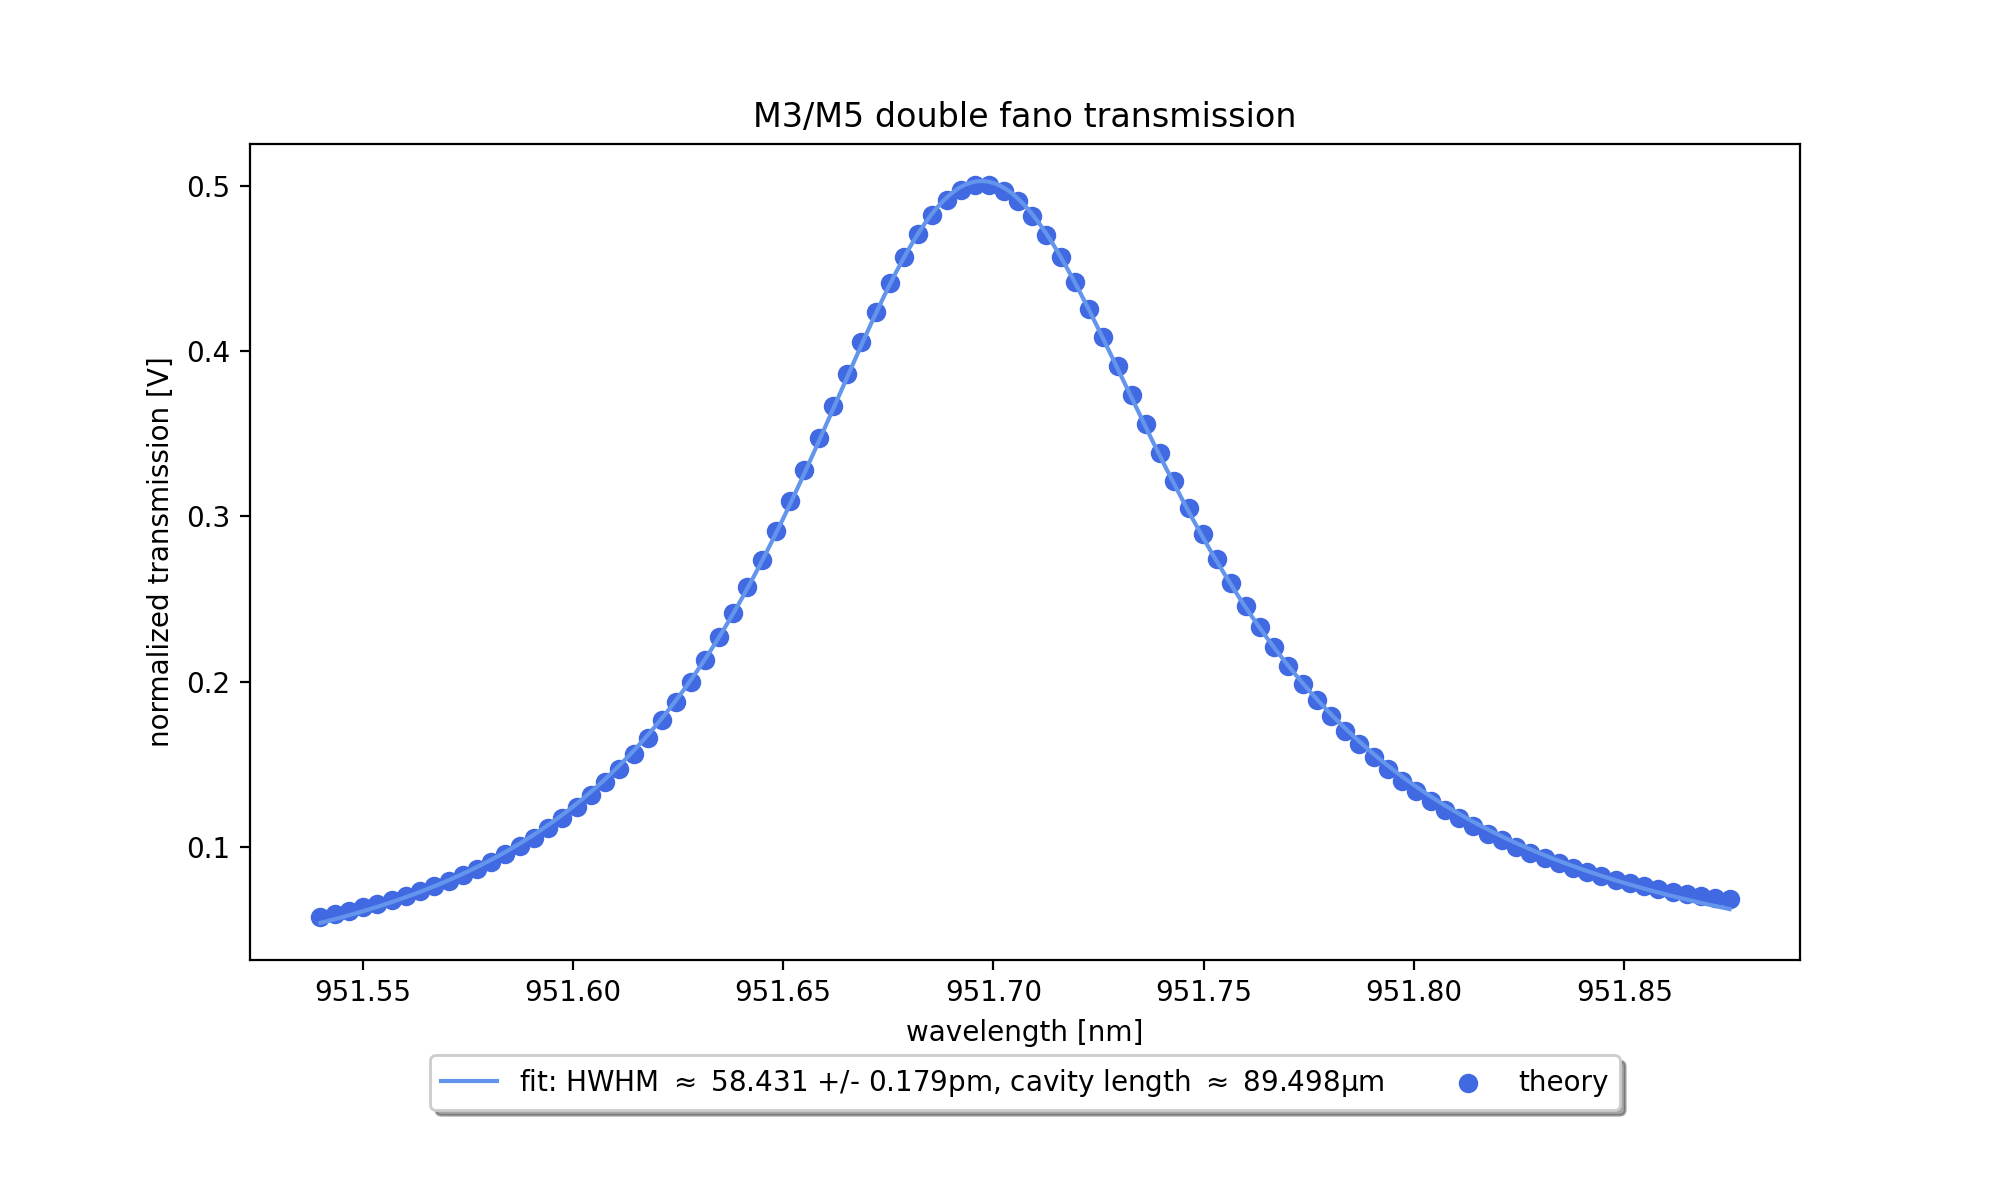 M3/M5 double fano transmission
normalized transmission [V]
0.5
0.4
0.3
0.2
0.1
951.55 951.60 951.65 951.70 951.75 951.80 951.85
wavelength [nm]
fit: HWHM ≈ 58.431 +/- 0.179pm, cavity length ≈ 89.498μm theory